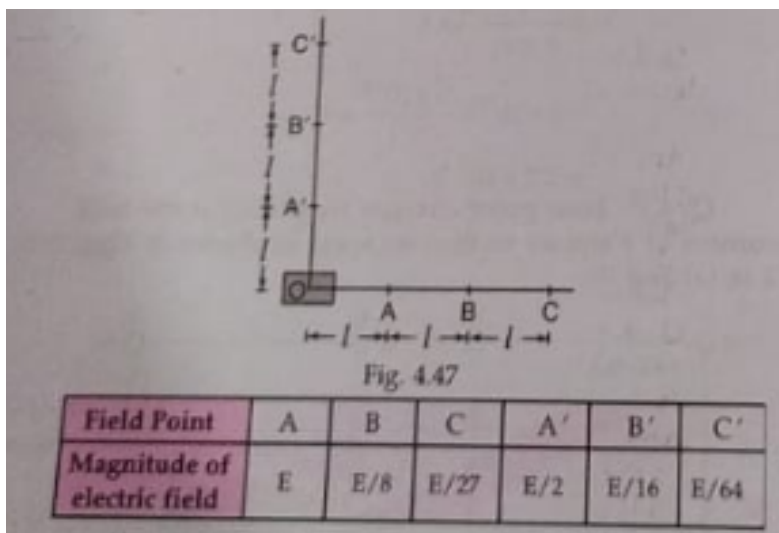 C'
l
B'
l
A'
l
O
A B C
l l l
Fig. 4.47
Field Point A B C A' B' C'
Magnitude of electric field E E/8 E/27 E/2 E/16 E/64